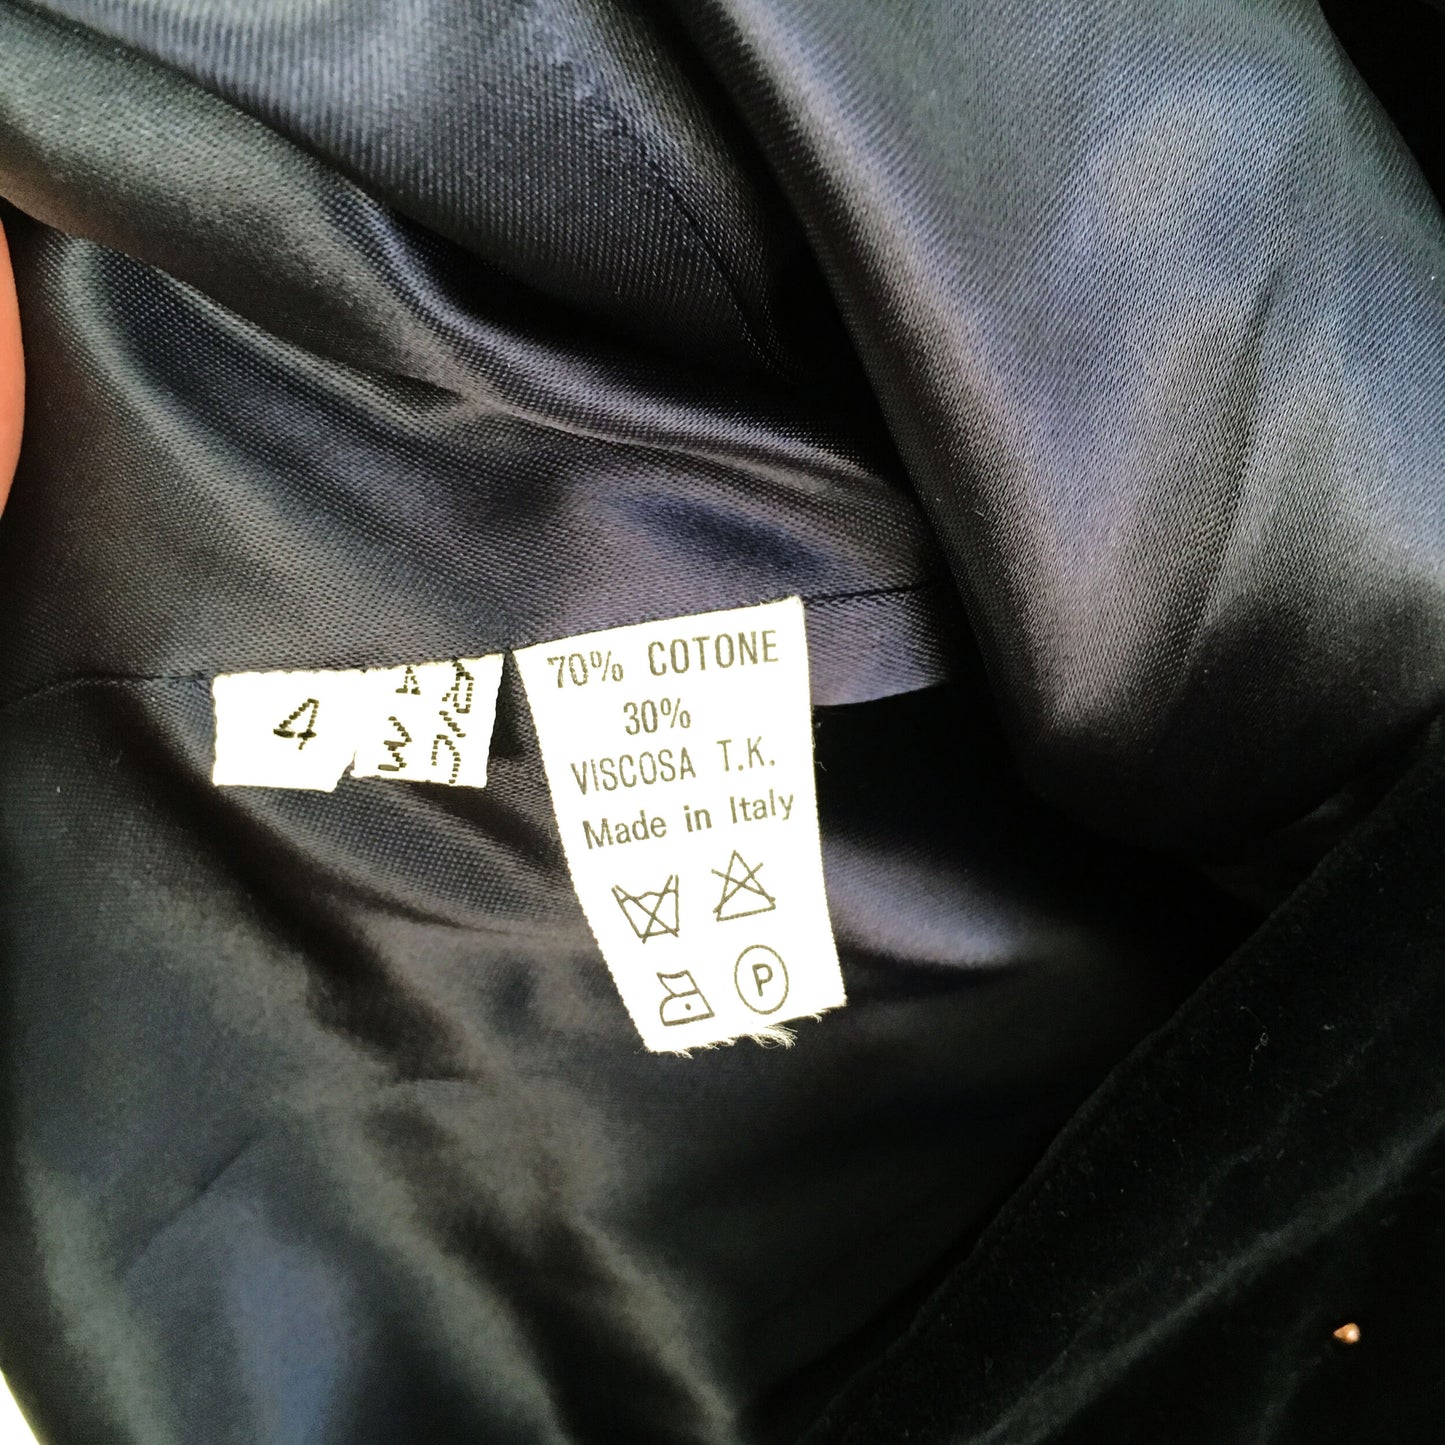 4
70% COTONE
30%
VISCOSA T.K.
Made in Italy
P